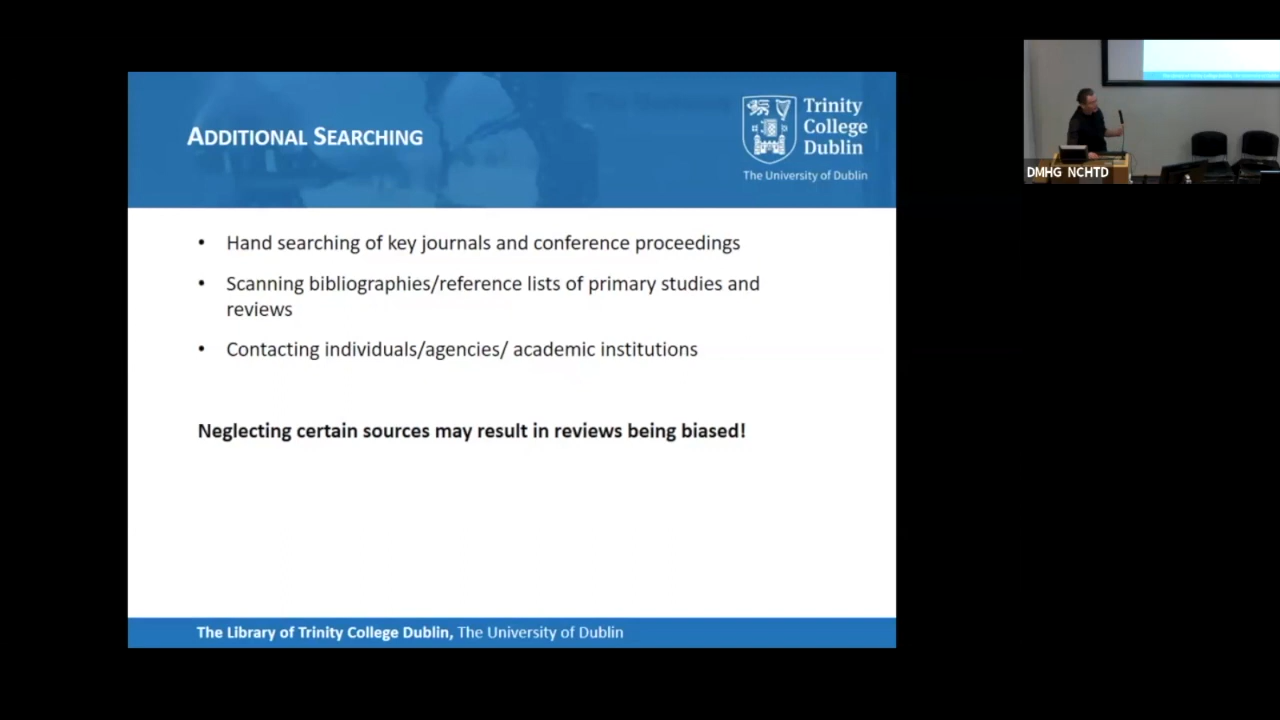 ADDITIONAL SEARCHING
Trinity
College
Dublin
The University of Dublin
• Hand searching of key journals and conference proceedings
• Scanning bibliographies/reference lists of primary studies and
reviews
• Contacting individuals/agencies/ academic institutions
Neglecting certain sources may result in reviews being biased!
The Library of Trinity College Dublin, The University of Dublin
DMHG NCHTD